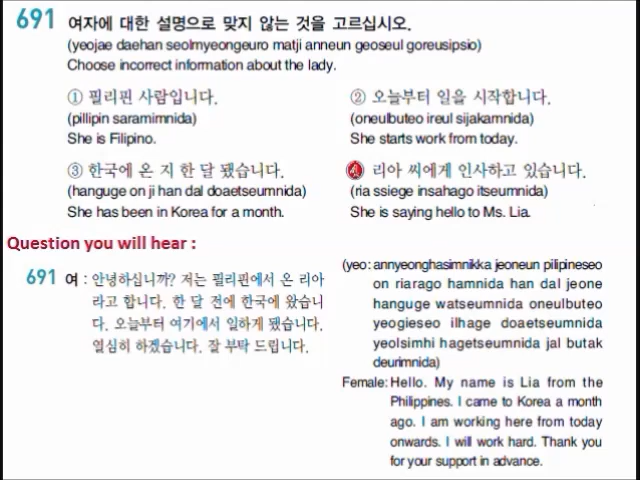 691 여자에 대한 설명으로 맞지 않는 것을 고르십시오.
(yeojae daehan seolmyeongeuro matji anneun geoseul goreusipsio)
Choose incorrect information about the lady.
① 필리핀 사람입니다.
(pillipin saramimnida)
She is Filipino.
② 오늘부터 일을 시작합니다.
(oneulbuteo ireul sijakamnida)
She starts work from today.
③ 한국에 온 지 한 달 됐습니다.
(hanguge on ji han dal doaetseumnida)
She has been in Korea for a month.
④ 리아 씨에게 인사하고 있습니다.
(ria ssiege insahago itseumnida)
She is saying hello to Ms. Lia.
Question you will hear :
691 여 : 안녕하십니까? 저는 필리핀에서 온 리아
라고 합니다. 한 달 전에 한국에 왔습니
다. 오늘부터 여기에서 일하게 됐습니다.
열심히 하겠습니다. 잘 부탁 드립니다.
(yeo: annyeonghasimnikka jeoneun pilipineseo
on riarago hamnida han dal jeone
hanguge watseumnida oneulbuteo
yeogieseo ilhage doaetseumnida
yeolsimhi hagetseumnida jal butak
deurimnida)
Female: Hello. My name is Lia from the
Philippines. I came to Korea a month
ago. I am working here from today
onwards. I will work hard. Thank you
for your support in advance.